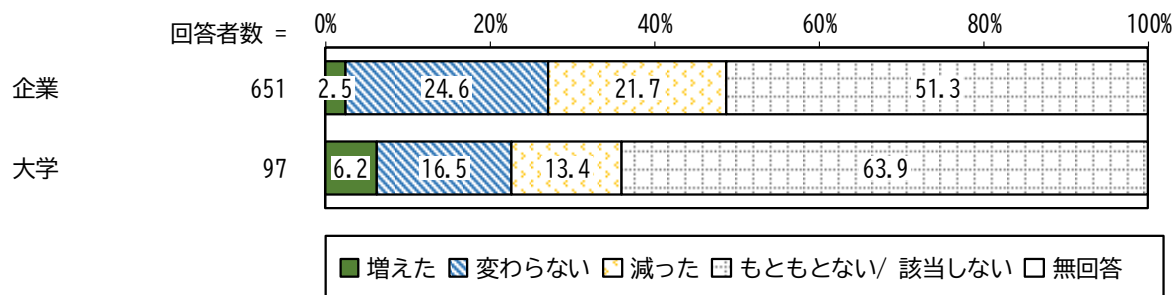 0% 20% 40% 60% 80% 100%
回答者数 =
企業 651 2.5 24.6 21.7 51.3
大学 97 6.2 16.5 13.4 63.9
増えた 変わらない 減った もともとない/ 該当しない 無回答